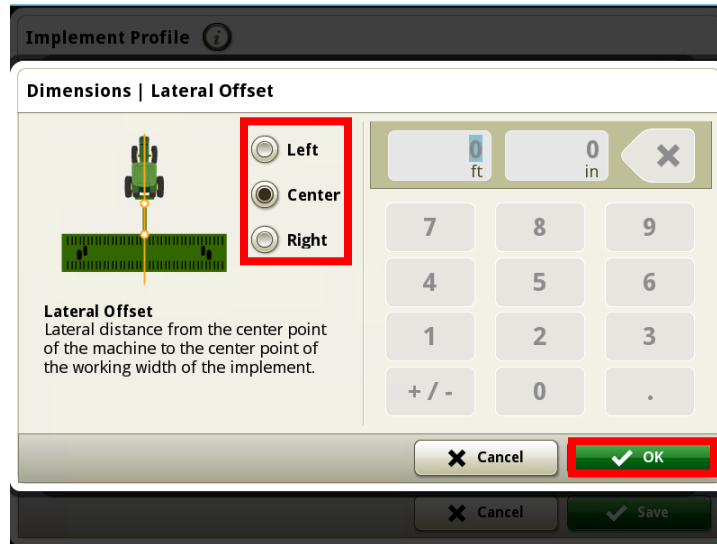 Implement Profile i
Dimensions | Lateral Offset
Left
Center
Right
Lateral Offset
Lateral distance from the center point
of the machine to the center point of
the working width of the implement.
0 ft
0 in
7 8 9
4 5 6
1 2 3
+ / - 0 .
Cancel
OK
Cancel
Save